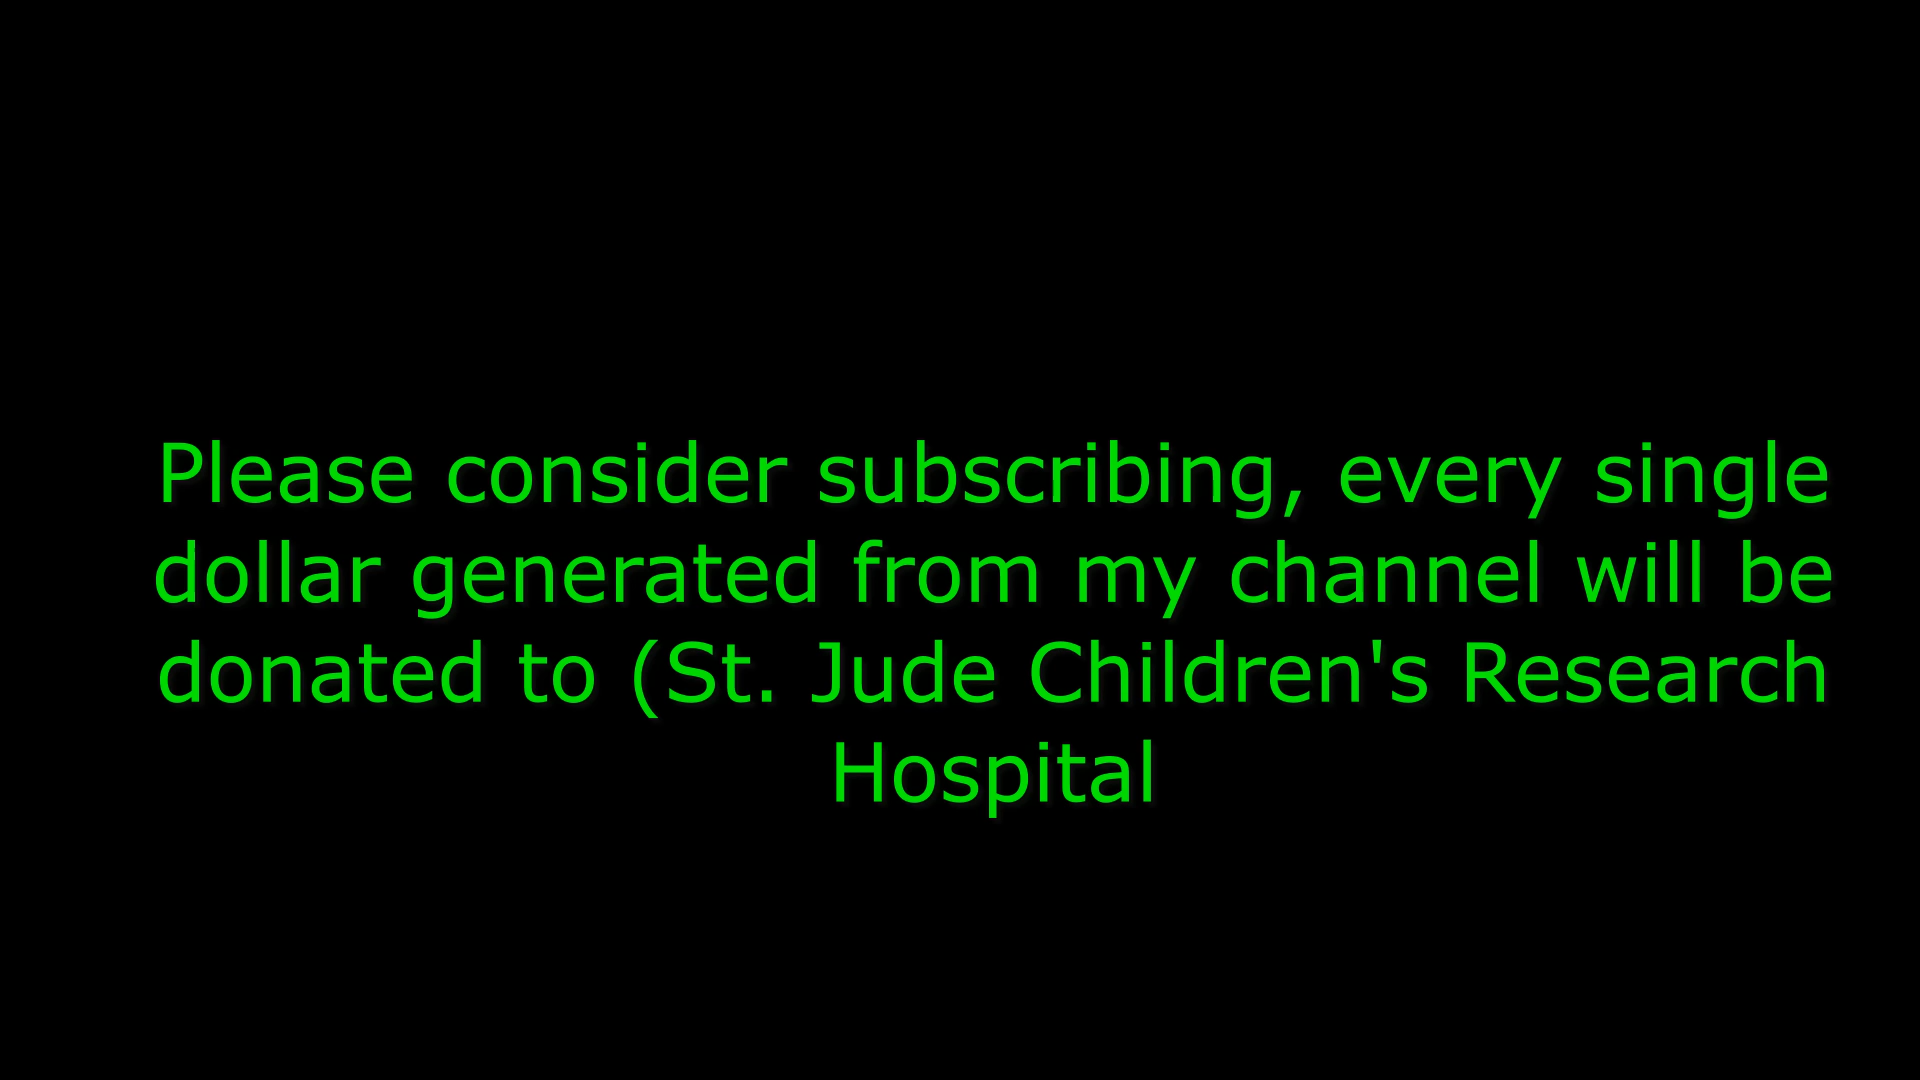 Please consider subscribing, every single
dollar generated from my channel will be
donated to (St. Jude Children's Research
Hospital